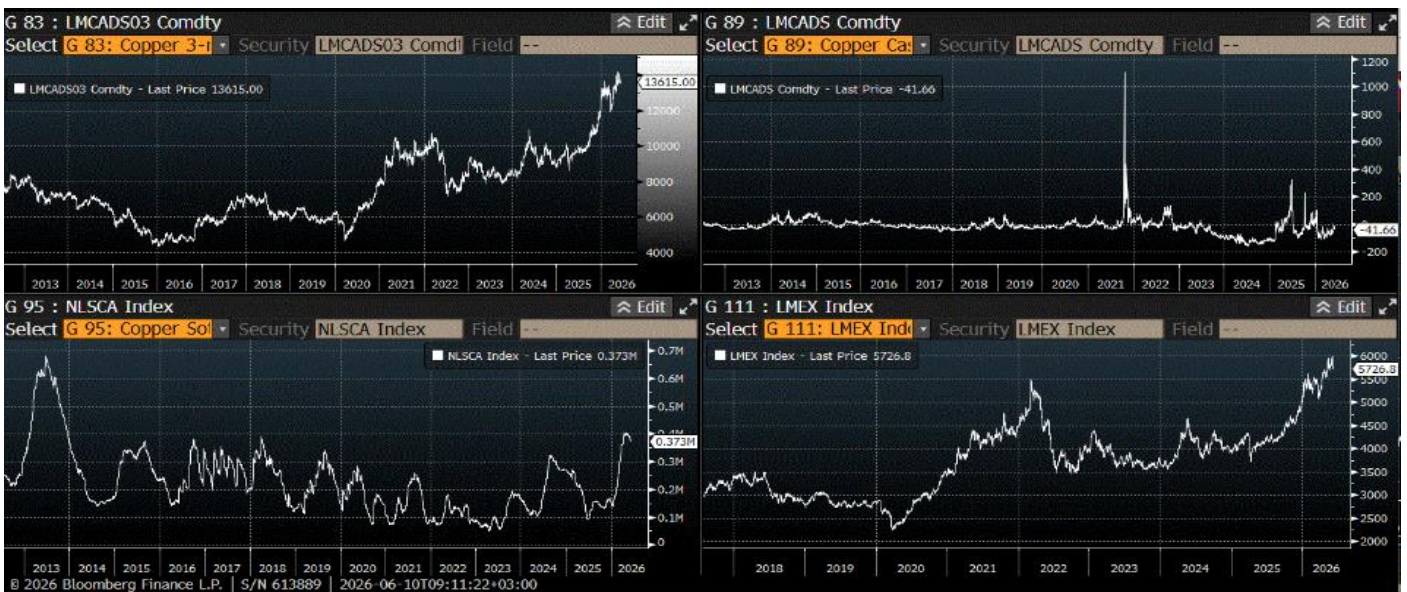 G 83 : LMCADS03 Comdty
Edit
Select G 83: Copper 3-r Security LMCADS03 Comdt Field --
LMCADS03 Comdty - Last Price 13615.00
13615.00
12000
10000
8000
6000
4000
2013 2014 2015 2016 2017 2018 2019 2020 2021 2022 2023 2024 2025 2026
G 89 : LMCADS Comdty
Edit
Select G 89: Copper Cas Security LMCADS Comdty Field --
LMCADS Comdty - Last Price -41.66
1200
1000
800
600
400
200
0
-41.66
-200
2013 2014 2015 2016 2017 2018 2019 2020 2021 2022 2023 2024 2025 2026
G 95 : NLSCA Index
Edit
Select G 95: Copper Sof Security NLSCA Index Field --
NLSCA Index - Last Price 0.373M
0.7M
0.6M
0.5M
0.4M
0.373M
0.3M
0.2M
0.1M
0
2013 2014 2015 2016 2017 2018 2019 2020 2021 2022 2023 2024 2025 2026
G 111 : LMEX Index
Edit
Select G 111: LMEX Inde Security LMEX Index Field --
LMEX Index - Last Price 5726.8
6000
5726.8
5500
5000
4500
4000
3500
3000
2500
2000
2018 2019 2020 2021 2022 2023 2024 2025 2026
© 2026 Bloomberg Finance L.P. | S/N 613889 | 2026-06-10T09:11:22+03:00